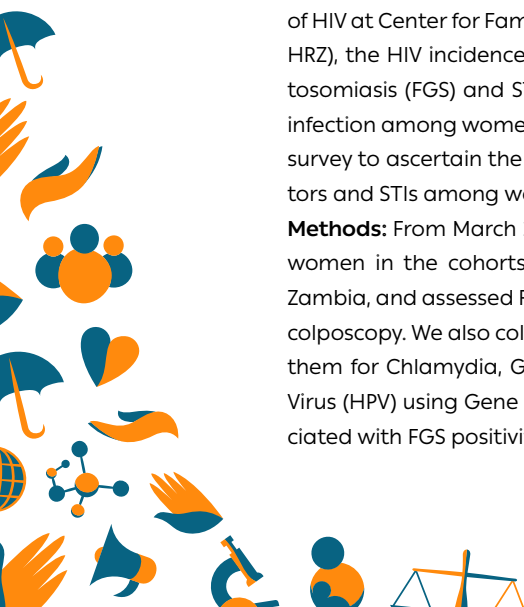 of HIV at Center for Fam
HRZ), the HIV incidence
tosomiasis (FGS) and S
infection among wome
survey to ascertain the
tors and STIs among w
Methods: From March
women in the cohorts
Zambia, and assessed
colposcopy. We also col
them for Chlamydia, G
Virus (HPV) using Gene
ciated with FGS positivi